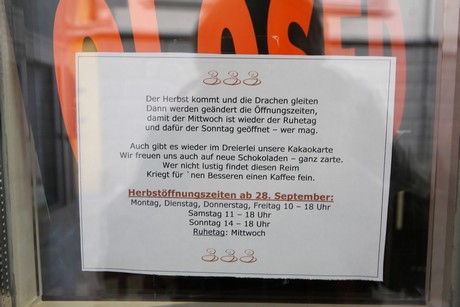 CLOSED
Der Herbst kommt und die Drachen gleiten
Dann werden geändert die Öffnungszeiten,
damit der Mittwoch ist wieder der Ruhetag
und dafür der Sonntag geöffnet – wer mag.
Auch gibt es wieder im Dreierlei unsere Kakaokarte
Wir freuen uns auch auf neue Schokoladen – ganz zarte.
Wer nicht lustig findet diesen Reim
Kriegt für `nen Besseren einen Kaffee fein.
Herbstöffnungszeiten ab 28. September:
Montag, Dienstag, Donnerstag, Freitag 10 – 18 Uhr
Samstag 11 – 18 Uhr
Sonntag 14 – 18 Uhr
Ruhetag: Mittwoch